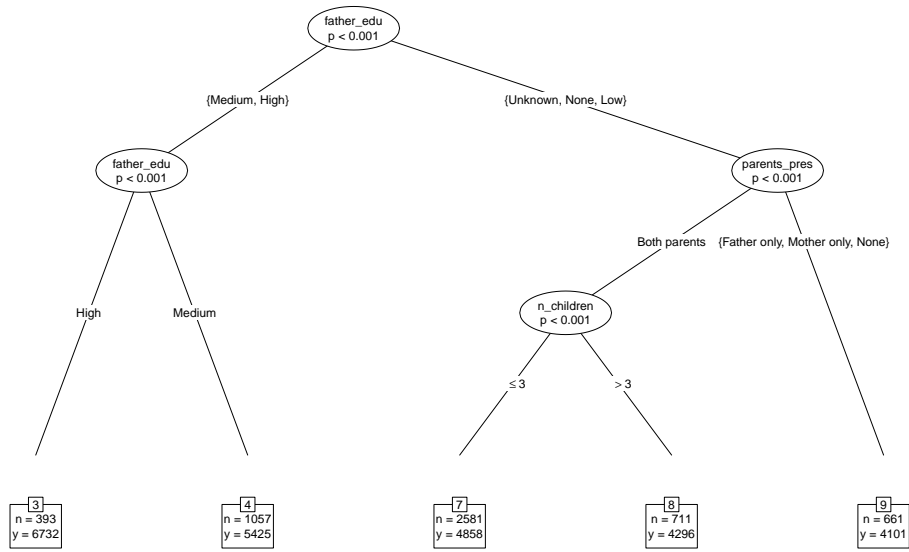 father_edu
p < 0.001
{Medium, High}
{Unknown, None, Low}
father_edu
p < 0.001
parents_pres
p < 0.001
Both parents
{Father only, Mother only, None}
High
Medium
n_children
p < 0.001
≤ 3
> 3
3
n = 393
y = 6732
4
n = 1057
y = 5425
7
n = 2581
y = 4858
8
n = 711
y = 4296
9
n = 661
y = 4101